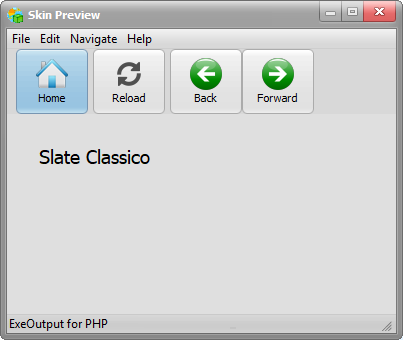 Skin Preview
File Edit Navigate Help
Home Reload Back Forward
Slate Classico
ExeOutput for PHP